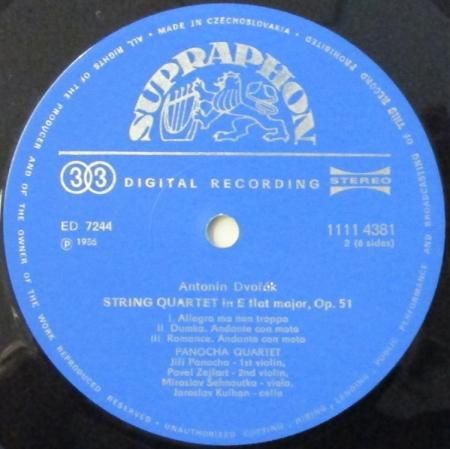 ALL RIGHTS OF THE PRODUCER AND OF THE OWNER OF THE WORK REPRODUCED RESERVED • UNAUTHORIZED COPYING • HIRING • LENDING • PUBLIC PERFORMANCE AND BROADCASTING OF THIS RECORD PROHIBITED • MADE IN CZECHOSLOVAKIA •
SUPRAPHON
33 DIGITAL RECORDING STEREO
ED 7244 1111 4381
℗ 1986 2 (6 sides)
Antonín Dvořák
STRING QUARTET in E flat major, Op. 51
I. Allegro ma non troppo
II. Dumka. Andante con moto
III. Romance. Andante con moto
PANOCHA QUARTET
Jiří Panocha - 1st violin,
Pavel Zejfart - 2nd violin,
Miroslav Sehnoutka - viola,
Jaroslav Kulhan - cello